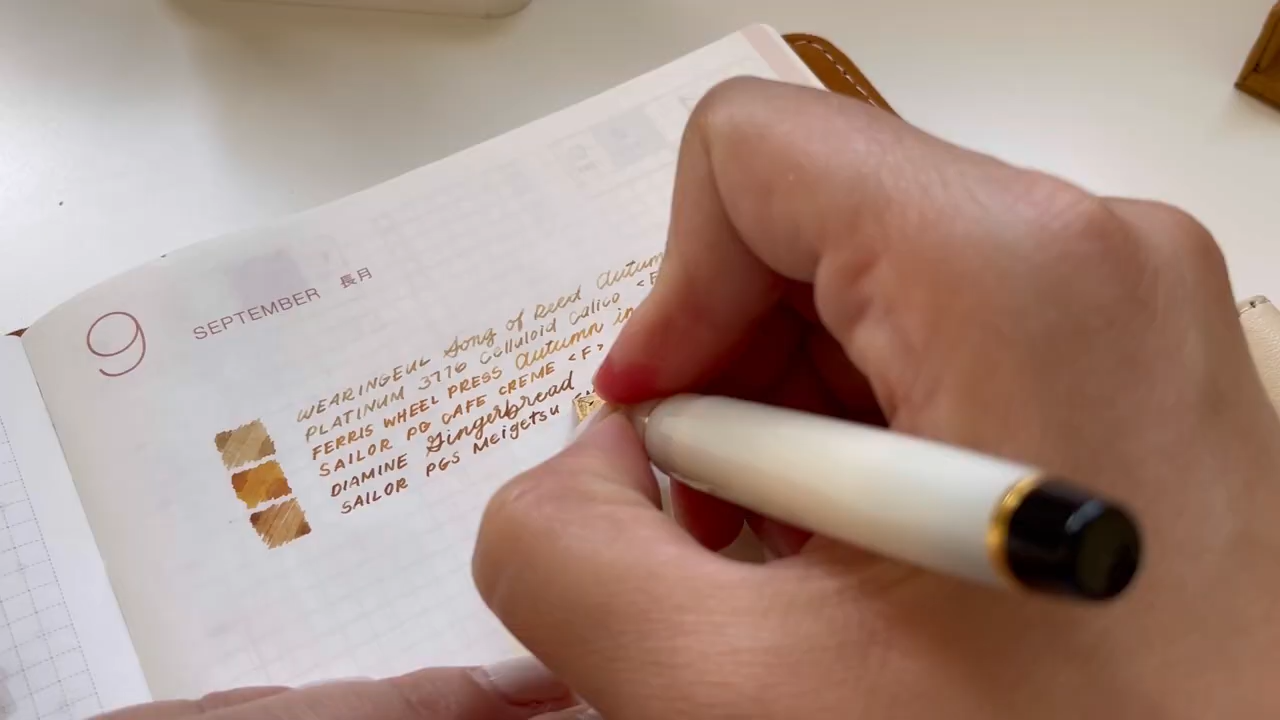 9
SEPTEMBER 長月
WEARINGEUL Song of Reed Autumn
PLATINUM 3776 Celluloid Calico <F
FERRIS WHEEL PRESS Autumn in
SAILOR PG CAFE CREME <F>
DIAMINE Gingerbread
SAILOR PGS Meigetsu